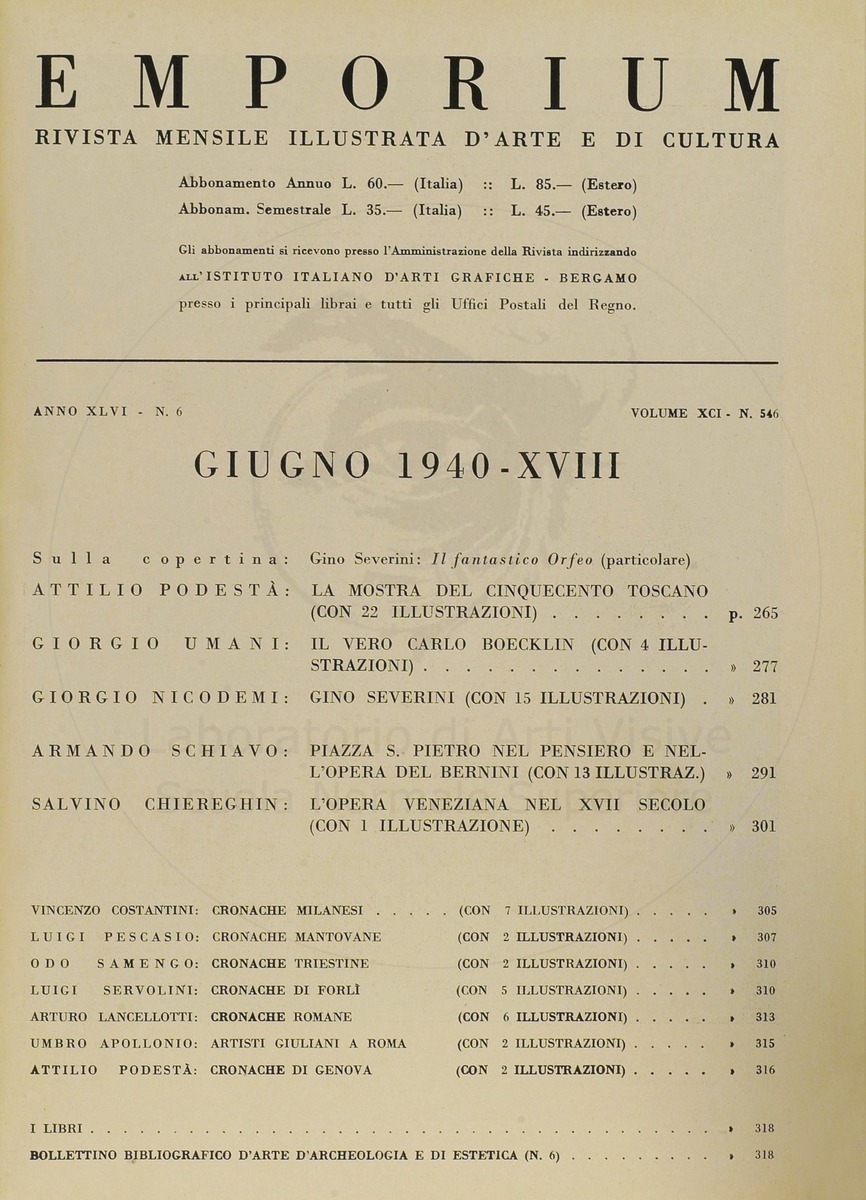 EMPORIUM
RIVISTA MENSILE ILLUSTRATA D'ARTE E DI CULTURA
Abbonamento Annuo L. 60.— (Italia) :: L. 85.— (Estero)
Abbonam. Semestrale L. 35.— (Italia) :: L. 45.— (Estero)
Gli abbonamenti si ricevono presso l'Amministrazione della Rivista indirizzando
ALL'ISTITUTO ITALIANO D'ARTI GRAFICHE - BERGAMO
presso i principali librai e tutti gli Uffici Postali del Regno.
ANNO XLVI - N. 6 VOLUME XCI - N. 546
GIUGNO 1940-XVIII
Sulla copertina: Gino Severini: Il fantastico Orfeo (particolare)
ATTILIO PODESTÀ: LA MOSTRA DEL CINQUECENTO TOSCANO
(CON 22 ILLUSTRAZIONI) . . . . . . . . p. 265
GIORGIO UMANI: IL VERO CARLO BOECKLIN (CON 4 ILLU-
STRAZIONI) . . . . . . . . . . . . . . » 277
GIORGIO NICODEMI: GINO SEVERINI (CON 15 ILLUSTRAZIONI) . » 281
ARMANDO SCHIAVO: PIAZZA S. PIETRO NEL PENSIERO E NEL-
L'OPERA DEL BERNINI (CON 13 ILLUSTRAZ.) » 291
SALVINO CHIEREGHIN: L'OPERA VENEZIANA NEL XVII SECOLO
(CON 1 ILLUSTRAZIONE) . . . . . . . . » 301
VINCENZO COSTANTINI: CRONACHE MILANESI . . . . . (CON 7 ILLUSTRAZIONI) . . . . . » 305
LUIGI PESCASIO: CRONACHE MANTOVANE (CON 2 ILLUSTRAZIONI) . . . . . » 307
ODO SAMENGO: CRONACHE TRIESTINE (CON 2 ILLUSTRAZIONI) . . . . . » 310
LUIGI SERVOLINI: CRONACHE DI FORLÌ (CON 5 ILLUSTRAZIONI) . . . . . » 310
ARTURO LANCELLOTTI: CRONACHE ROMANE (CON 6 ILLUSTRAZIONI) . . . . . » 313
UMBRO APOLLONIO: ARTISTI GIULIANI A ROMA (CON 2 ILLUSTRAZIONI) . . . . . » 315
ATTILIO PODESTÀ: CRONACHE DI GENOVA (CON 2 ILLUSTRAZIONI) . . . . . » 316
I LIBRI . . . . . . . . . . . . . . . . . . . . . . . . . . . . . . » 318
BOLLETTINO BIBLIOGRAFICO D'ARTE D'ARCHEOLOGIA E DI ESTETICA (N. 6) . . . . . . . . . » 318
Laboratorio di Arti Visive